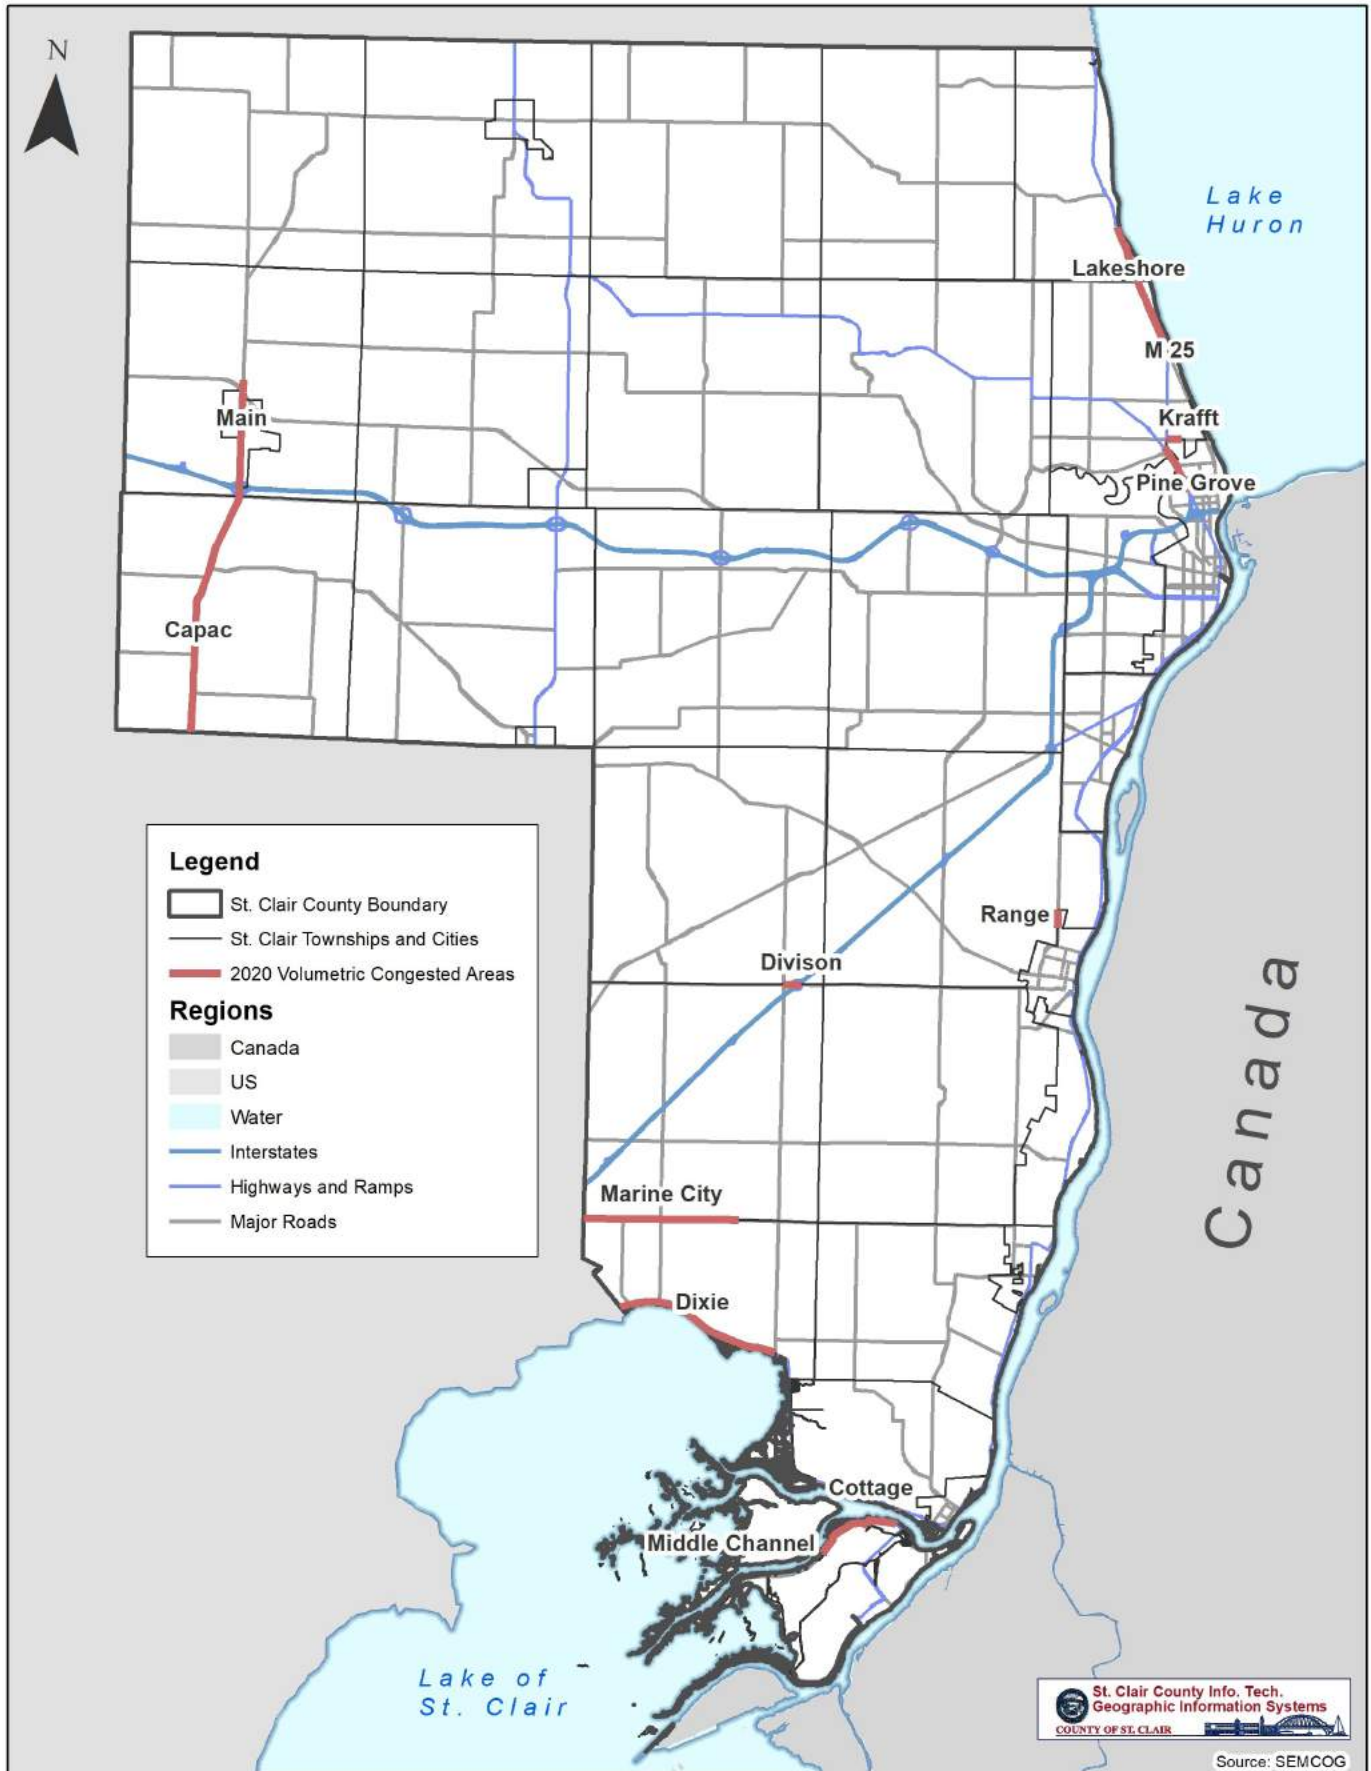 N
Lake
Huron
Lakeshore
M 25
Krafft
Main
Pine Grove
Capac
Legend
St. Clair County Boundary
St. Clair Townships and Cities
2020 Volumetric Congested Areas
Regions
Canada
US
Water
Interstates
Highways and Ramps
Major Roads
Range
Divison
Canada
Marine City
Dixie
Cottage
Middle Channel
Lake of
St. Clair
St. Clair County Info. Tech.
Geographic Information Systems
COUNTY OF ST. CLAIR
Source: SEMCOG